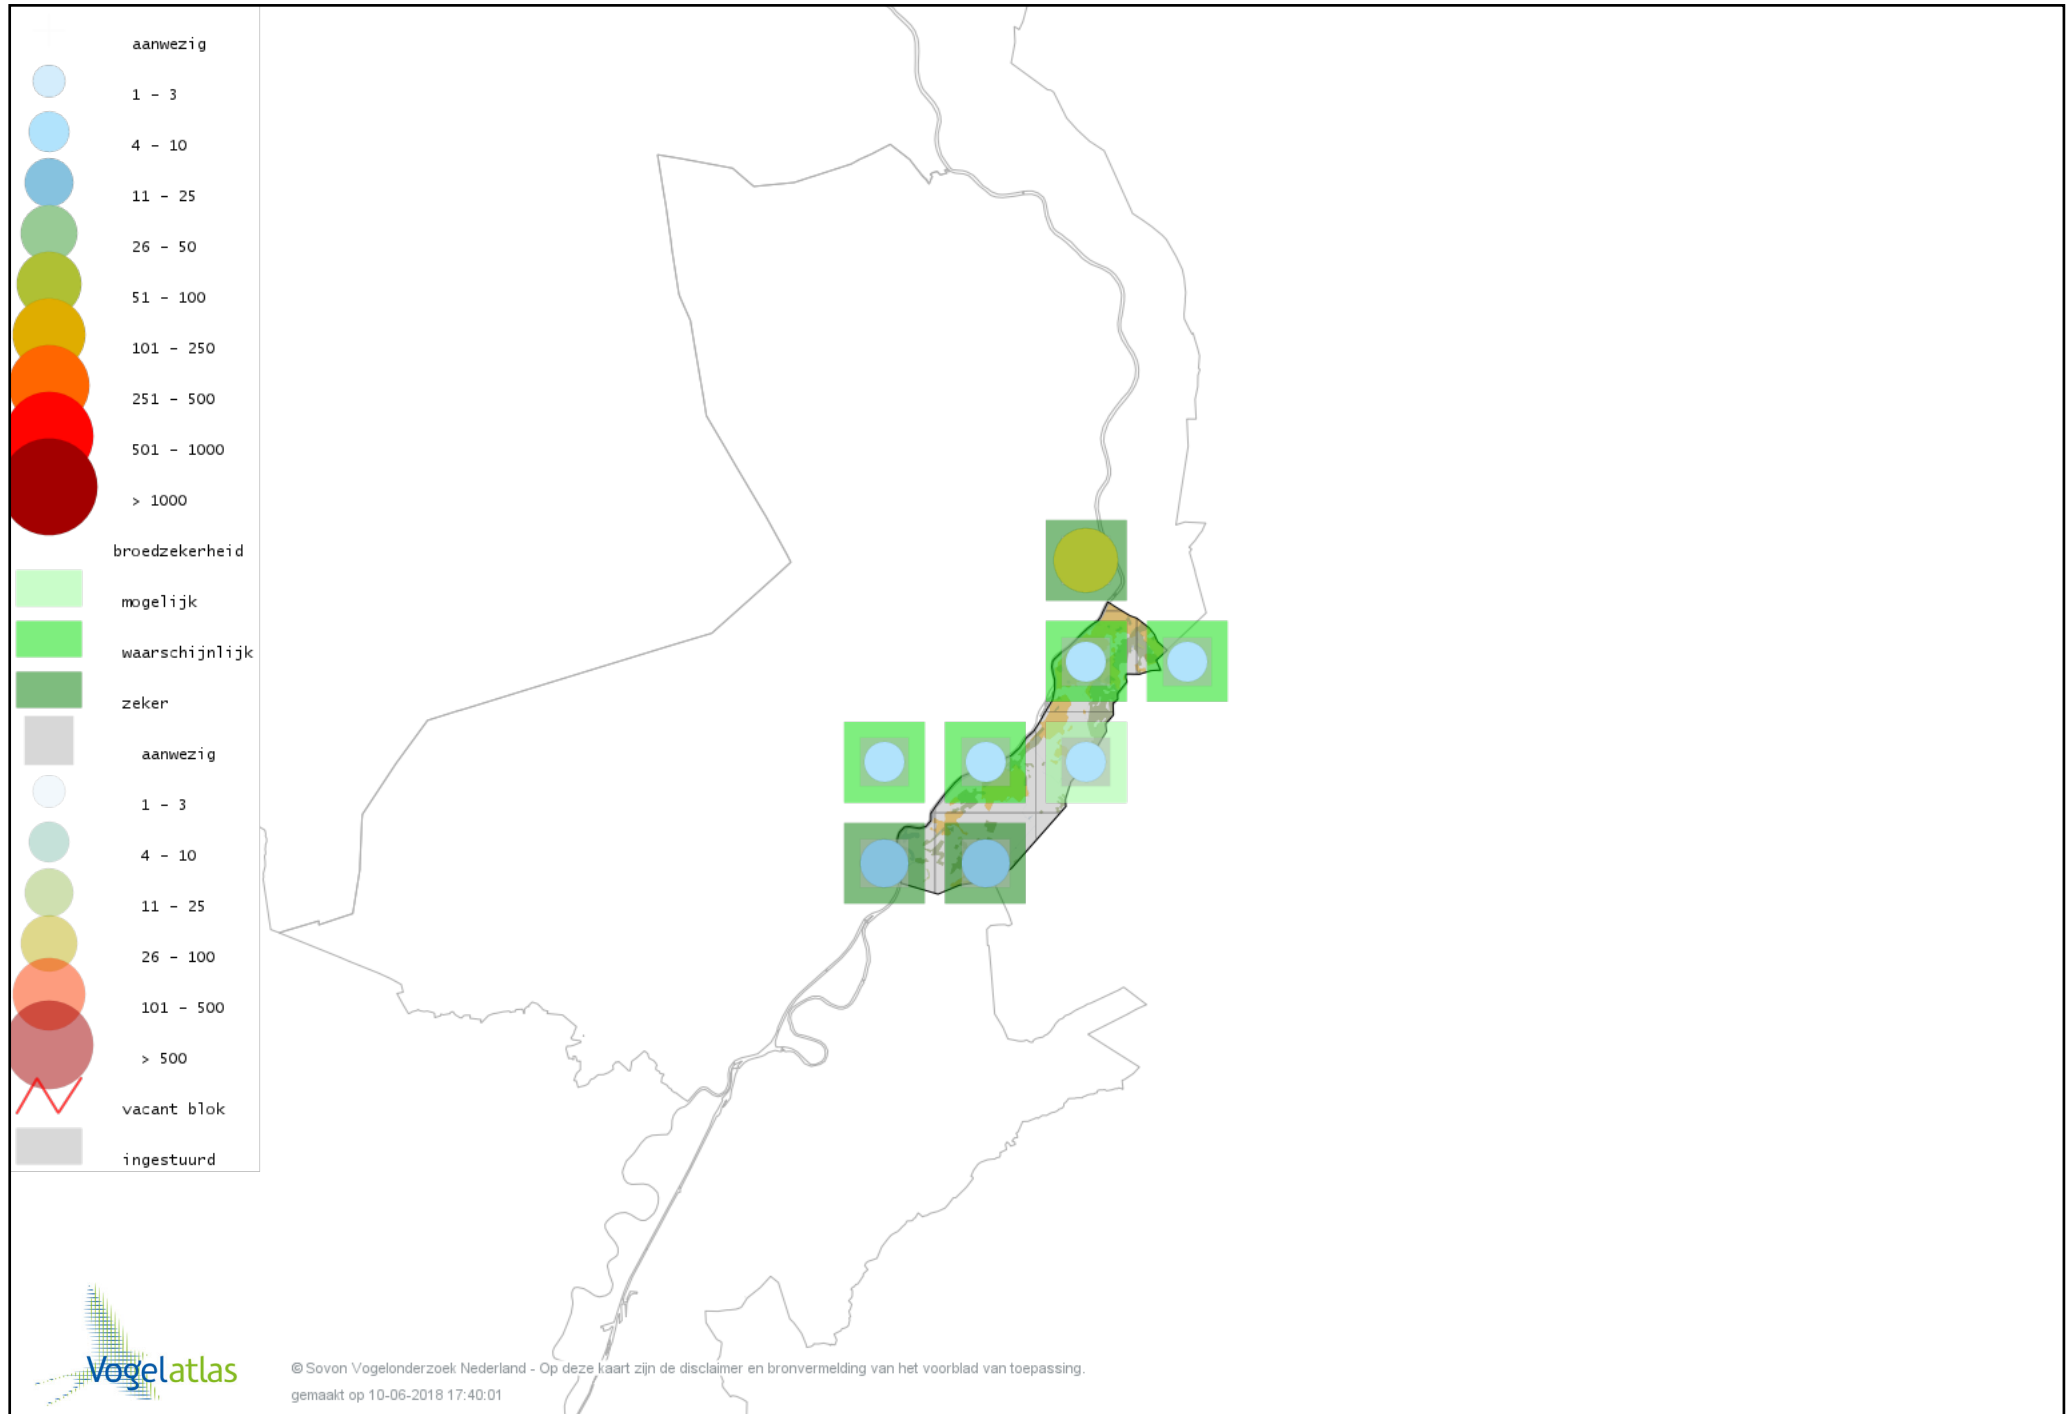 aanwezig
1 - 3
4 - 10
11 - 25
26 - 50
51 - 100
101 - 250
251 - 500
501 - 1000
> 1000
broedzekerheid
mogelijk
waarschijnlijk
zeker
aanwezig
1 - 3
4 - 10
11 - 25
26 - 100
101 - 500
> 500
vacant blok
ingestuurd
Vogelatlas
© Sovon Vogelonderzoek Nederland - Op deze kaart zijn de disclaimer en bronvermelding van het voorblad van toepassing.
gemaakt op 10-06-2018 17:40:01